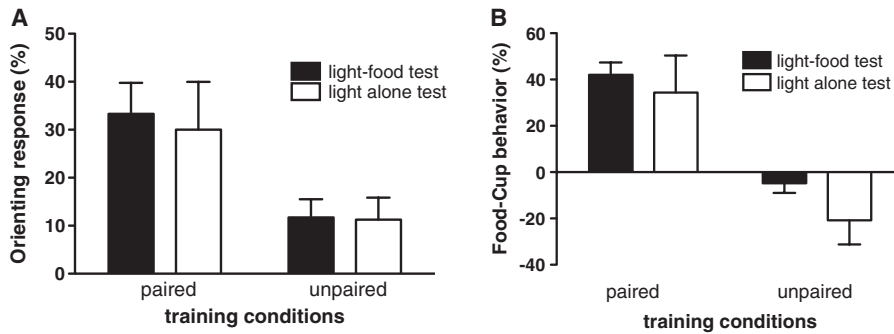 A
Orienting response (%)
50
40
30
20
10
0
light-food test
light alone test
paired
unpaired
training conditions
B
Food-Cup behavior (%)
60
40
20
0
-20
-40
light-food test
light alone test
paired
unpaired
training conditions